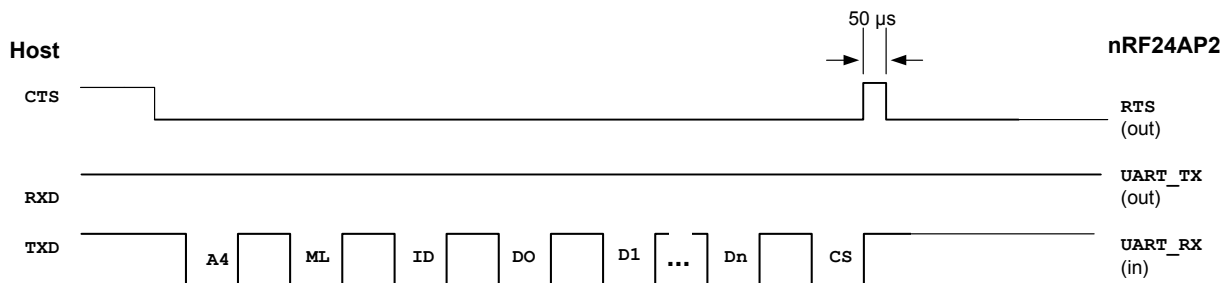 50 µs
Host
nRF24AP2
CTS
RTS
(out)
RXD
UART_TX
(out)
TXD
A4
ML
ID
DO
D1
...
Dn
CS
UART_RX
(in)